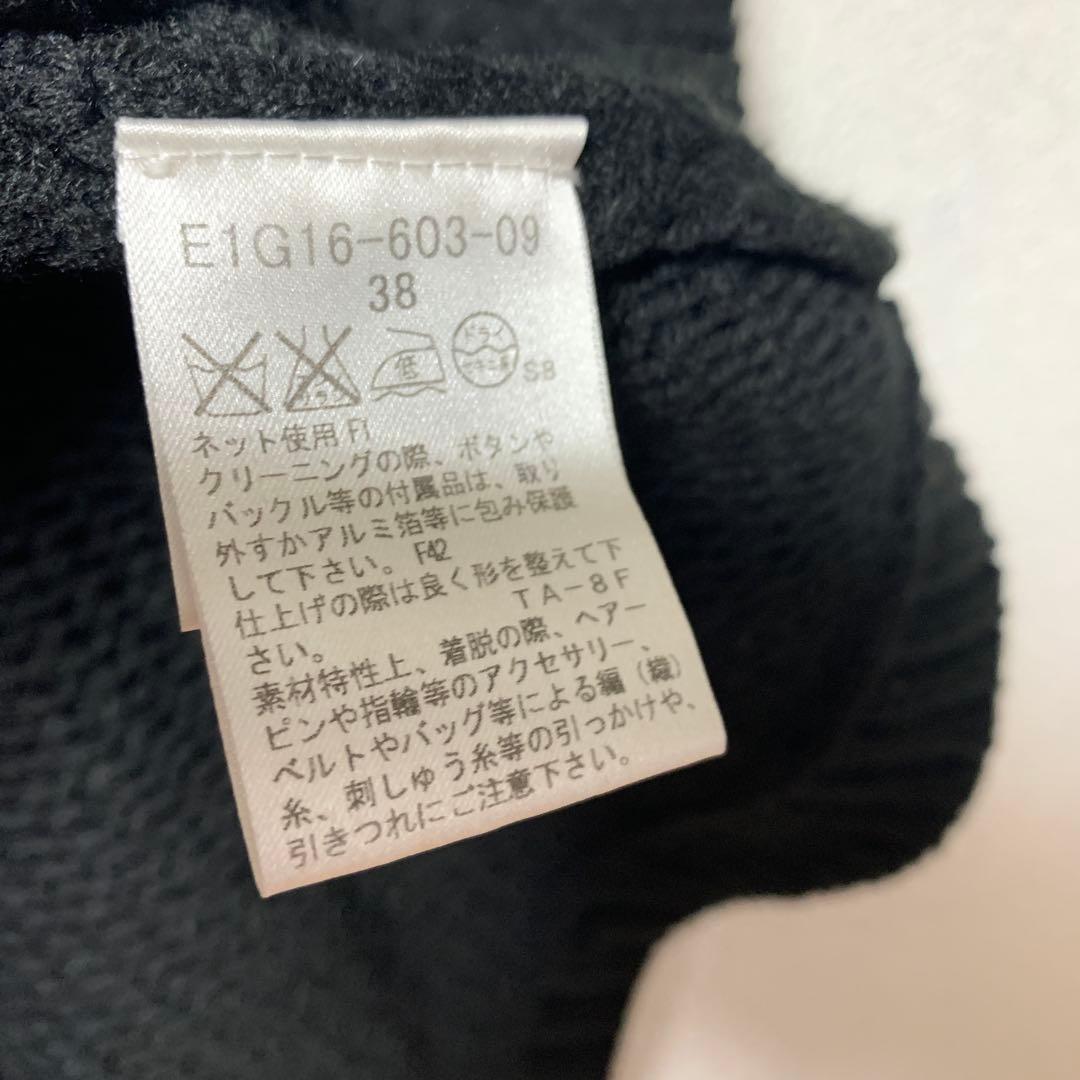 E1G16-603-09
38
低 ドライ セキユ系 SB
ネット使用 F1
クリーニングの際、ボタンや
バックル等の付属品は、取り
外すかアルミ箔等に包み保護
して下さい。 F42
仕上げの際は良く形を整えて下
さい。 TA-8F
素材特性上、着脱の際、ヘアー
ピンや指輪等のアクセサリー、
ベルトやバッグ等による編（織）
糸、刺しゅう糸等の引っかけや、
引きつれにご注意下さい。